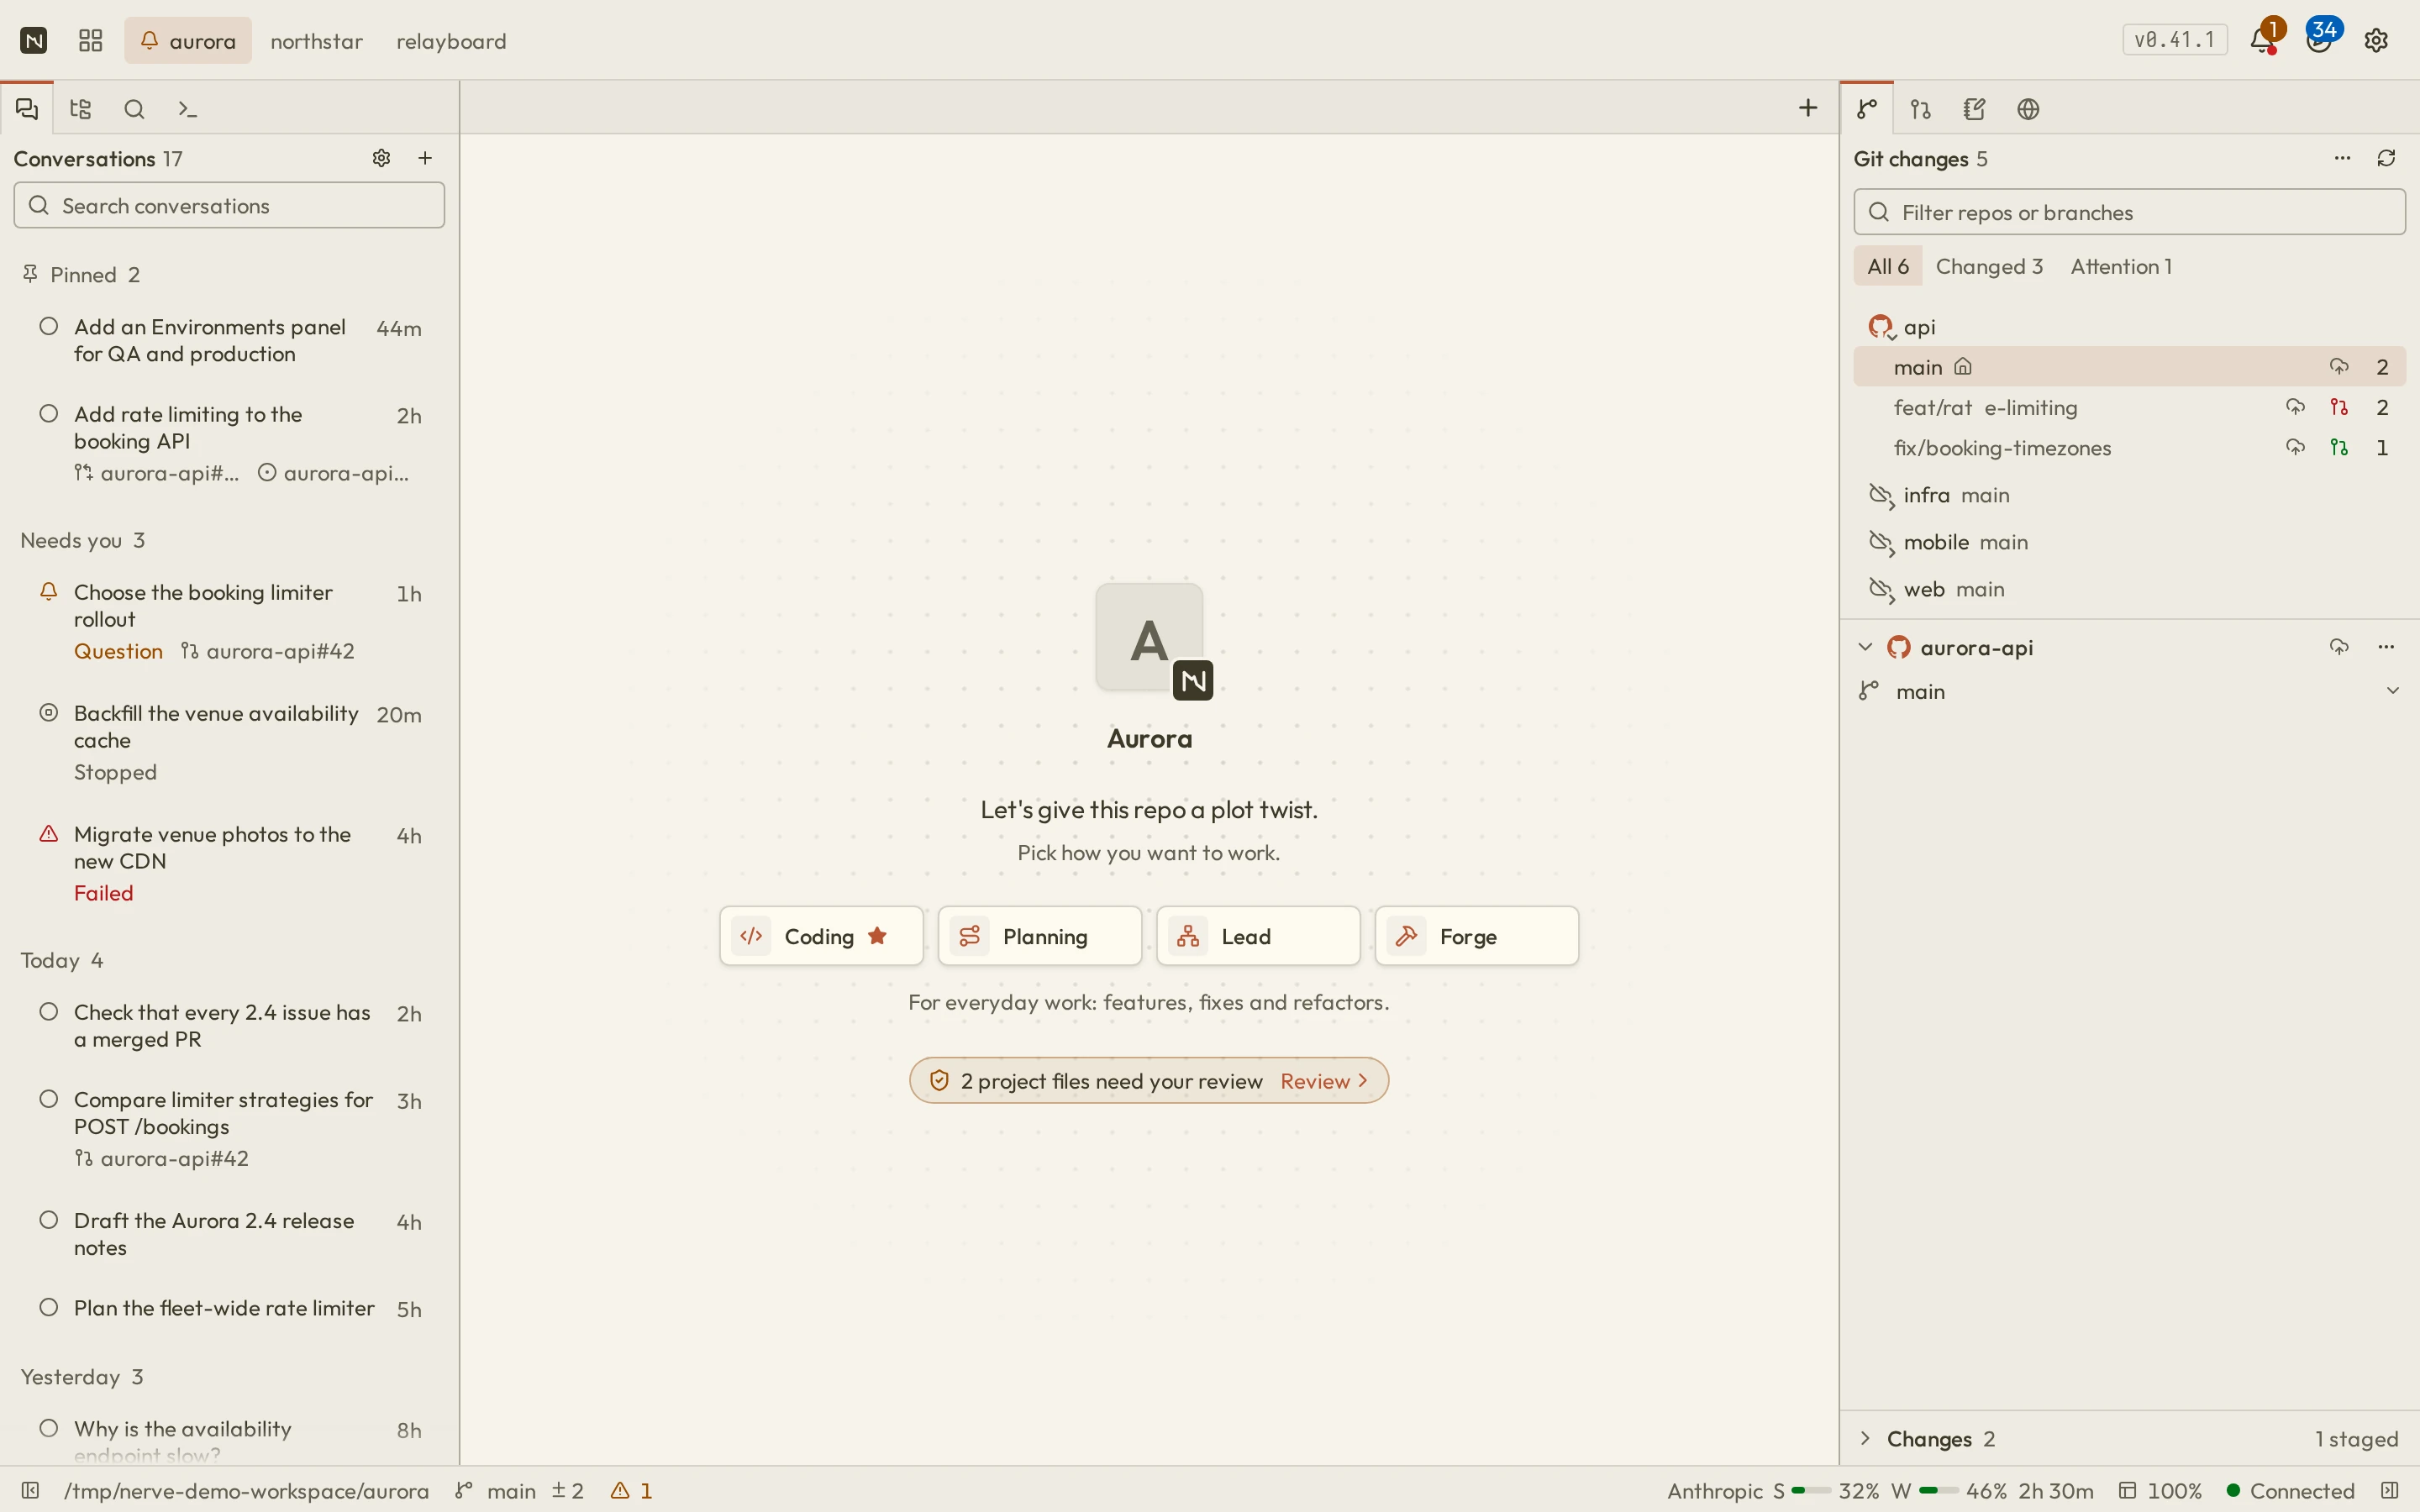 aurora northstar relayboard v0.41.1 1 34
Conversations 17
Search conversations
Pinned 2
Add an Environments panel 44m
for QA and production
Add rate limiting to the 2h
booking API
aurora-api#... aurora-api...
Needs you 3
Choose the booking limiter 1h
rollout
Question aurora-api#42
Backfill the venue availability 20m
cache
Stopped
Migrate venue photos to the 4h
new CDN
Failed
Today 4
Check that every 2.4 issue has 2h
a merged PR
Compare limiter strategies for 3h
POST /bookings
aurora-api#42
Draft the Aurora 2.4 release 4h
notes
Plan the fleet-wide rate limiter 5h
Yesterday 3
Why is the availability 8h
endpoint slow?
A
Aurora
Let's give this repo a plot twist.
Pick how you want to work.
Coding Planning Lead Forge
For everyday work: features, fixes and refactors.
2 project files need your review Review
Git changes 5
Filter repos or branches
All 6 Changed 3 Attention 1
api
main 2
feat/rat e-limiting 2
fix/booking-timezones 1
infra main
mobile main
web main
aurora-api
main
Changes 2 1 staged
/tmp/nerve-demo-workspace/aurora main ±2 1 Anthropic S 32% W 46% 2h 30m 100% Connected